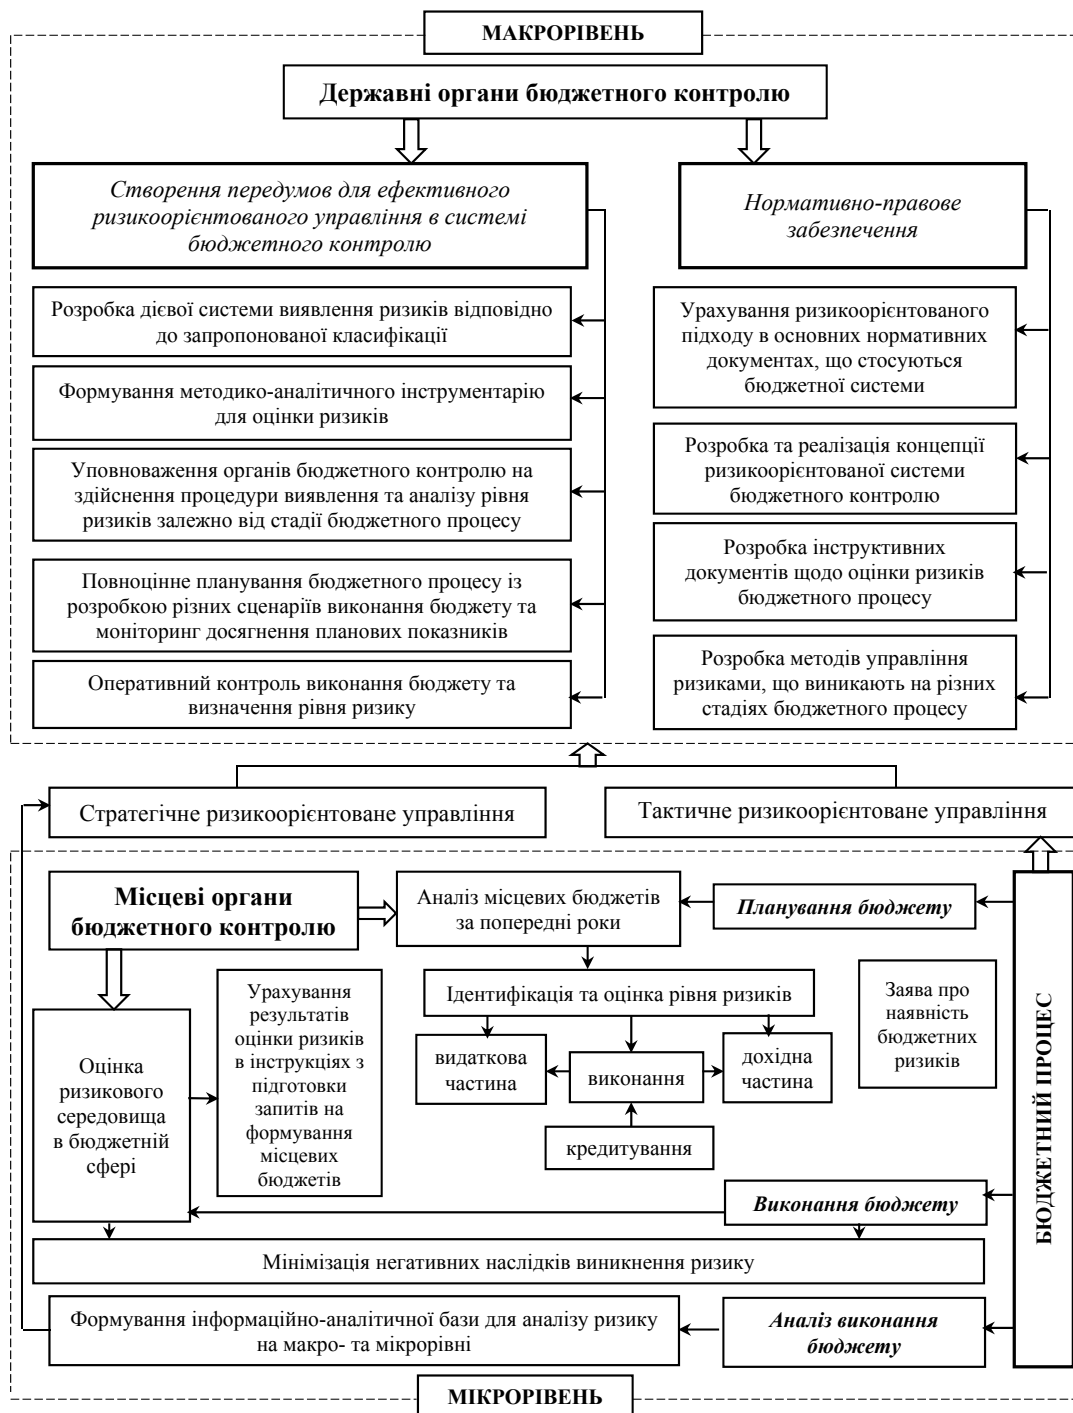 МАКРОРІВЕНЬ
Державні органи бюджетного контролю
Створення передумов для ефективного
ризикоорієнтованого управління в системі
бюджетного контролю
Нормативно-правове
забезпечення
Розробка дієвої системи виявлення ризиків відповідно
до запропонованої класифікації
Формування методико-аналітичного інструментарію
для оцінки ризиків
Уповноваження органів бюджетного контролю на
здійснення процедури виявлення та аналізу рівня
ризиків залежно від стадії бюджетного процесу
Повноцінне планування бюджетного процесу із
розробкою різних сценаріїв виконання бюджету та
моніторинг досягнення планових показників
Оперативний контроль виконання бюджету та
визначення рівня ризику
Урахування ризикоорієнтованого
підходу в основних нормативних
документах, що стосуються
бюджетної системи
Розробка та реалізація концепції
ризикоорієнтованої системи
бюджетного контролю
Розробка інструктивних
документів щодо оцінки ризиків
бюджетного процесу
Розробка методів управління
ризиками, що виникають на різних
стадіях бюджетного процесу
Стратегічне ризикоорієнтоване управління
Тактичне ризикоорієнтоване управління
Місцеві органи
бюджетного контролю
Аналіз місцевих бюджетів
за попередні роки
Планування бюджету
Оцінка
ризикового
середовища
в бюджетній
сфері
Урахування
результатів
оцінки ризиків
в інструкціях з
підготовки
запитів на
формування
місцевих
бюджетів
Ідентифікація та оцінка рівня ризиків
видаткова
частина
виконання
дохідна
частина
кредитування
Заява про
наявність
бюджетних
ризиків
БЮДЖЕТНИЙ ПРОЦЕС
Виконання бюджету
Мінімізація негативних наслідків виникнення ризику
Формування інформаційно-аналітичної бази для аналізу ризику
на макро- та мікрорівні
Аналіз виконання
бюджету
МІКРОРІВЕНЬ